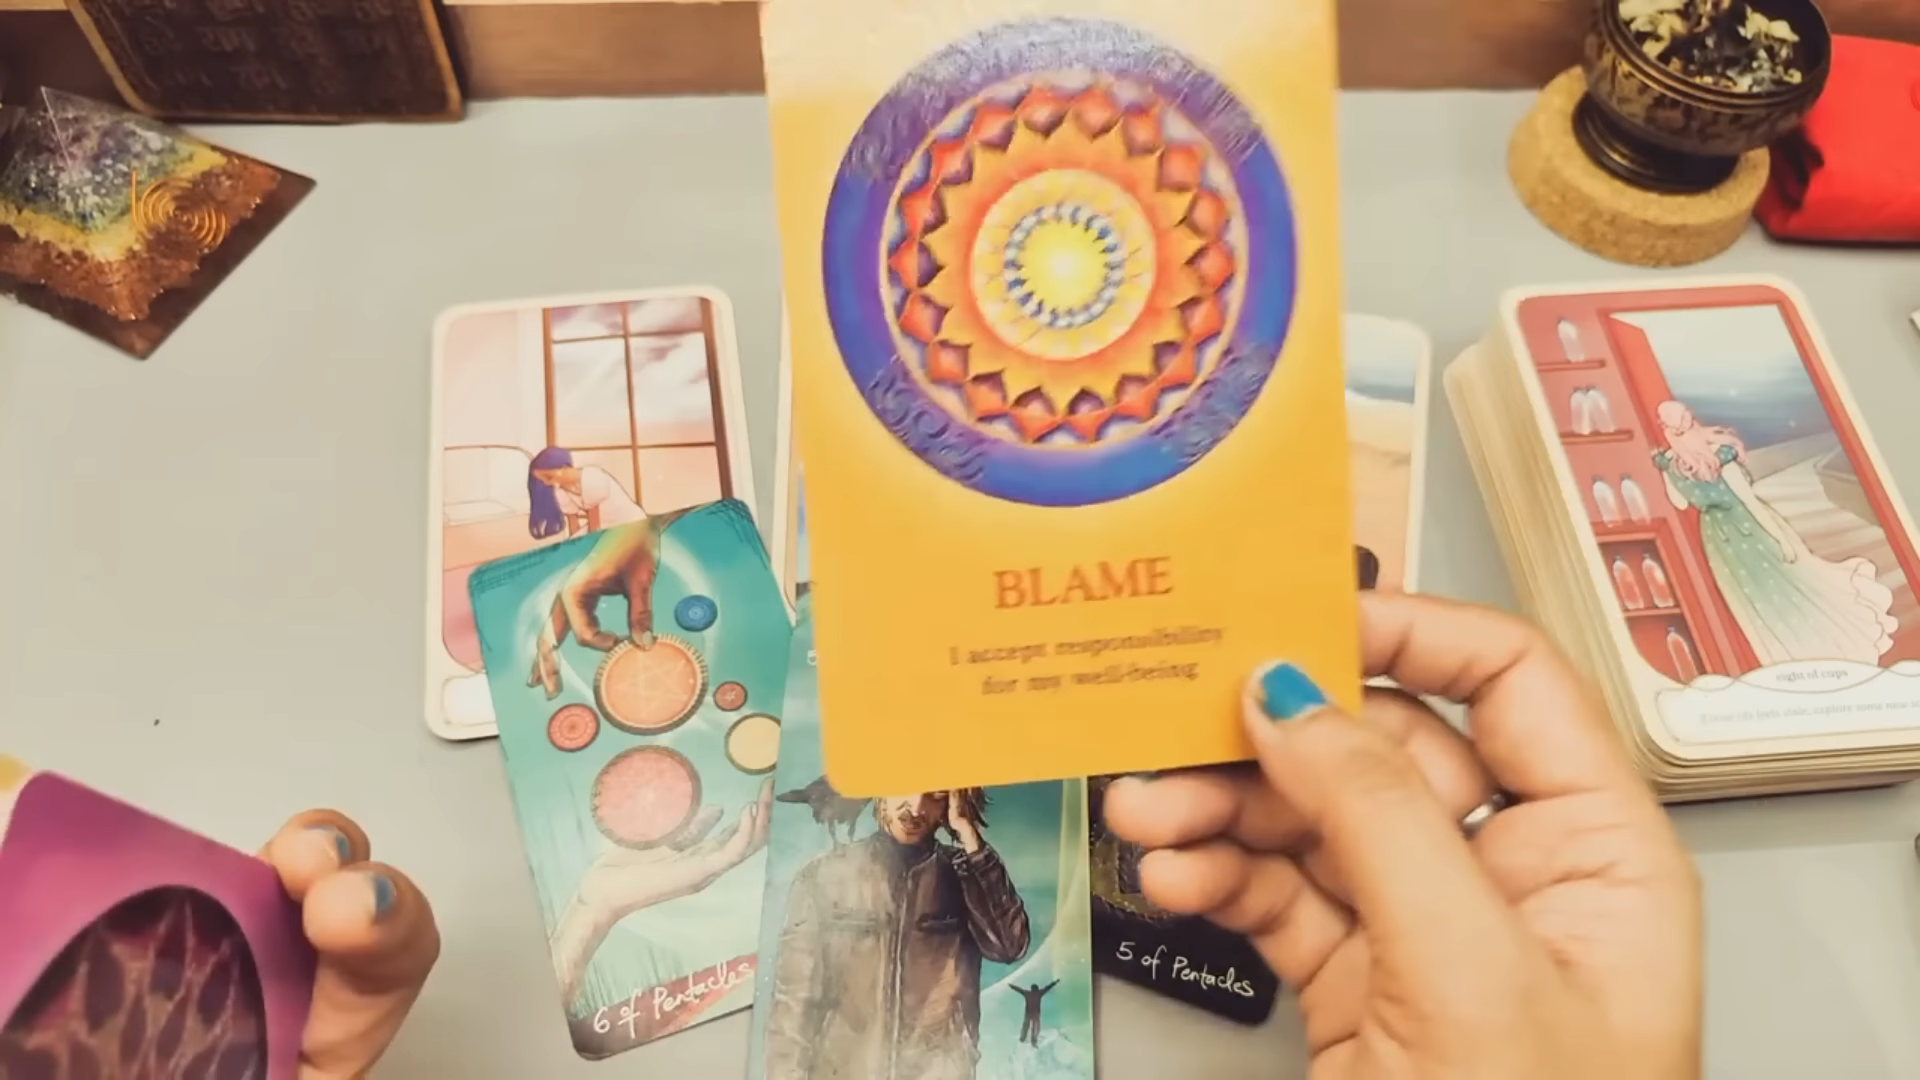 BLAME
I accept responsibility
for my well-being
eight of cups
6 of Pentacles
5 of Pentacles